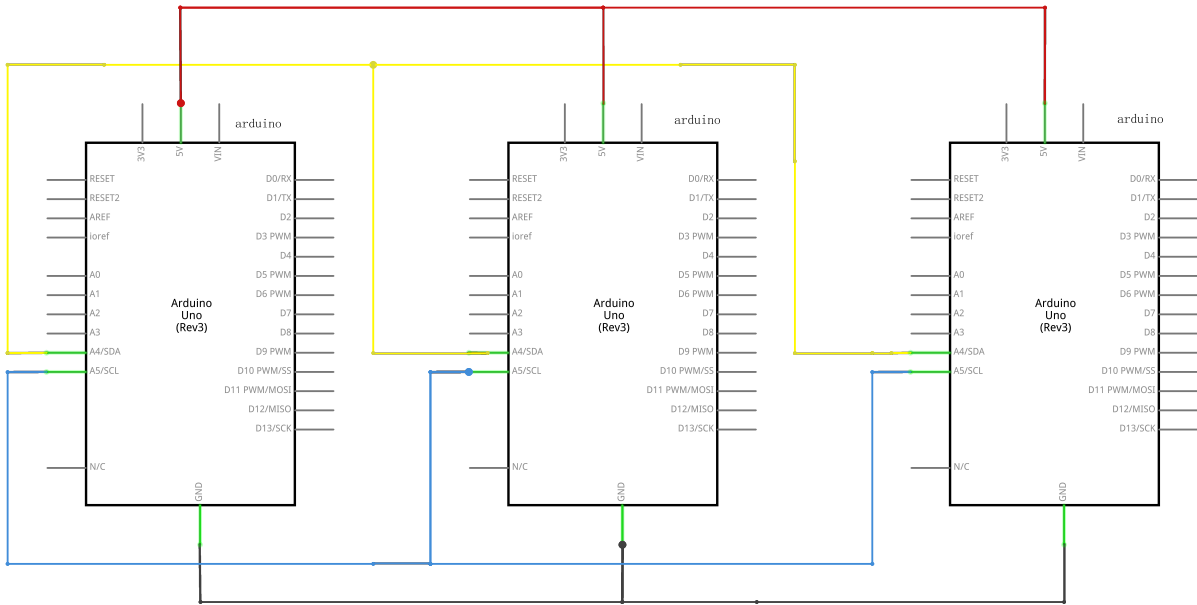 arduino
3V3
5V
VIN
RESET
RESET2
AREF
ioref
A0
A1
A2
A3
A4/SDA
A5/SCL
N/C
Arduino
Uno
(Rev3)
D0/RX
D1/TX
D2
D3 PWM
D4
D5 PWM
D6 PWM
D7
D8
D9 PWM
D10 PWM/SS
D11 PWM/MOSI
D12/MISO
D13/SCK
GND
arduino
3V3
5V
VIN
RESET
RESET2
AREF
ioref
A0
A1
A2
A3
A4/SDA
A5/SCL
N/C
Arduino
Uno
(Rev3)
D0/RX
D1/TX
D2
D3 PWM
D4
D5 PWM
D6 PWM
D7
D8
D9 PWM
D10 PWM/SS
D11 PWM/MOSI
D12/MISO
D13/SCK
GND
arduino
3V3
5V
VIN
RESET
RESET2
AREF
ioref
A0
A1
A2
A3
A4/SDA
A5/SCL
N/C
Arduino
Uno
(Rev3)
D0/RX
D1/TX
D2
D3 PWM
D4
D5 PWM
D6 PWM
D7
D8
D9 PWM
D10 PWM/SS
D11 PWM/MOSI
D12/MISO
D13/SCK
GND